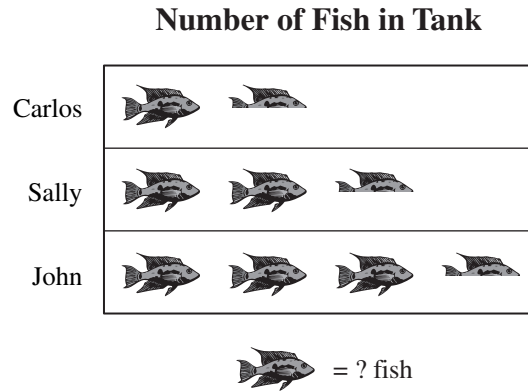 Number of Fish in Tank
Carlos
Sally
John
= ? fish